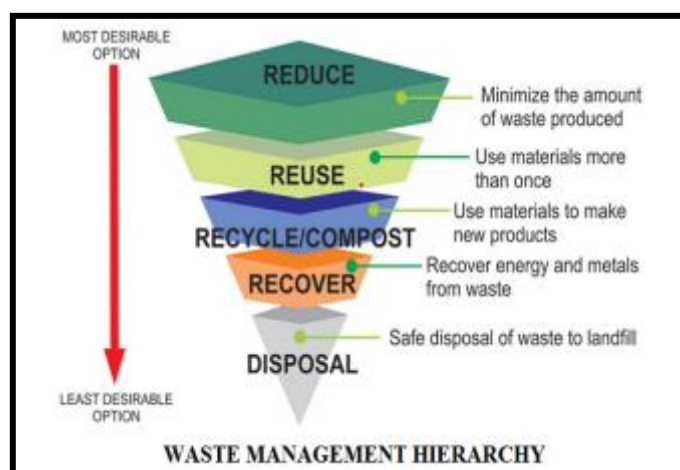 MOST DESIRABLE
OPTION
REDUCE
Minimize the amount
of waste produced
REUSE
Use materials more
than once
RECYCLE/COMPOST
Use materials to make
new products
RECOVER
Recover energy and metals
from waste
DISPOSAL
Safe disposal of waste to landfill
LEAST DESIRABLE
OPTION
WASTE MANAGEMENT HIERARCHY